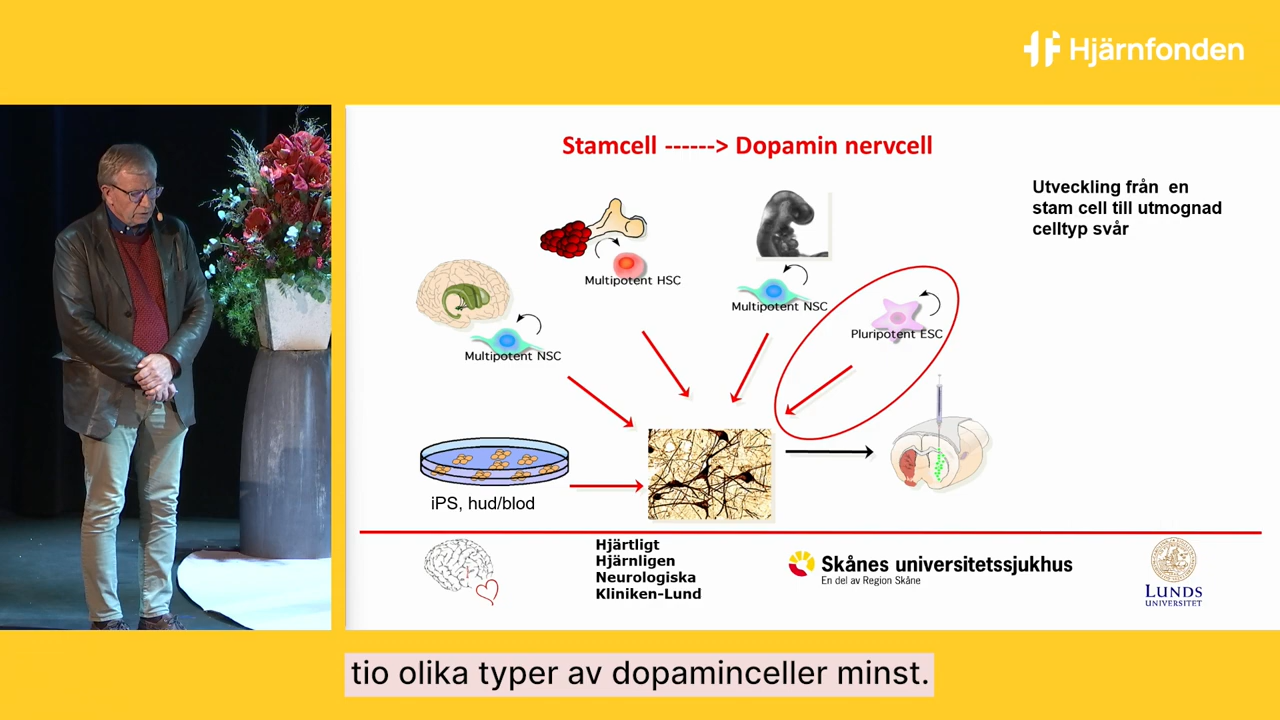 Hjärnfonden
Stamcell ------> Dopamin nervcell
Utveckling från en
stam cell till utmognad
celltyp svår
Multipotent HSC
Multipotent NSC
Pluripotent ESC
Multipotent NSC
iPS, hud/blod
Hjärtligt
Hjärnligen
Neurologiska
Kliniken-Lund
Skånes universitetssjukhus
En del av Region Skåne
LUNDS
UNIVERSITET
tio olika typer av dopaminceller minst.